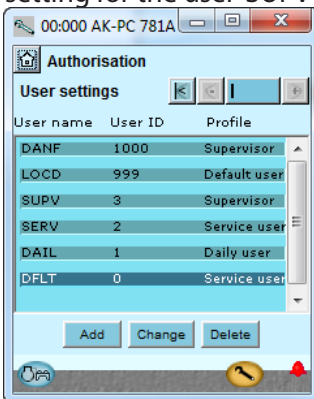 setting for the user SUPV
00:000 AK-PC 781A
Authorisation
User settings
User name User ID Profile
DANF 1000 Supervisor
LOCD 999 Default user
SUPV 3 Supervisor
SERV 2 Service user
DAIL 1 Daily user
DFLT 0 Service user
Add Change Delete